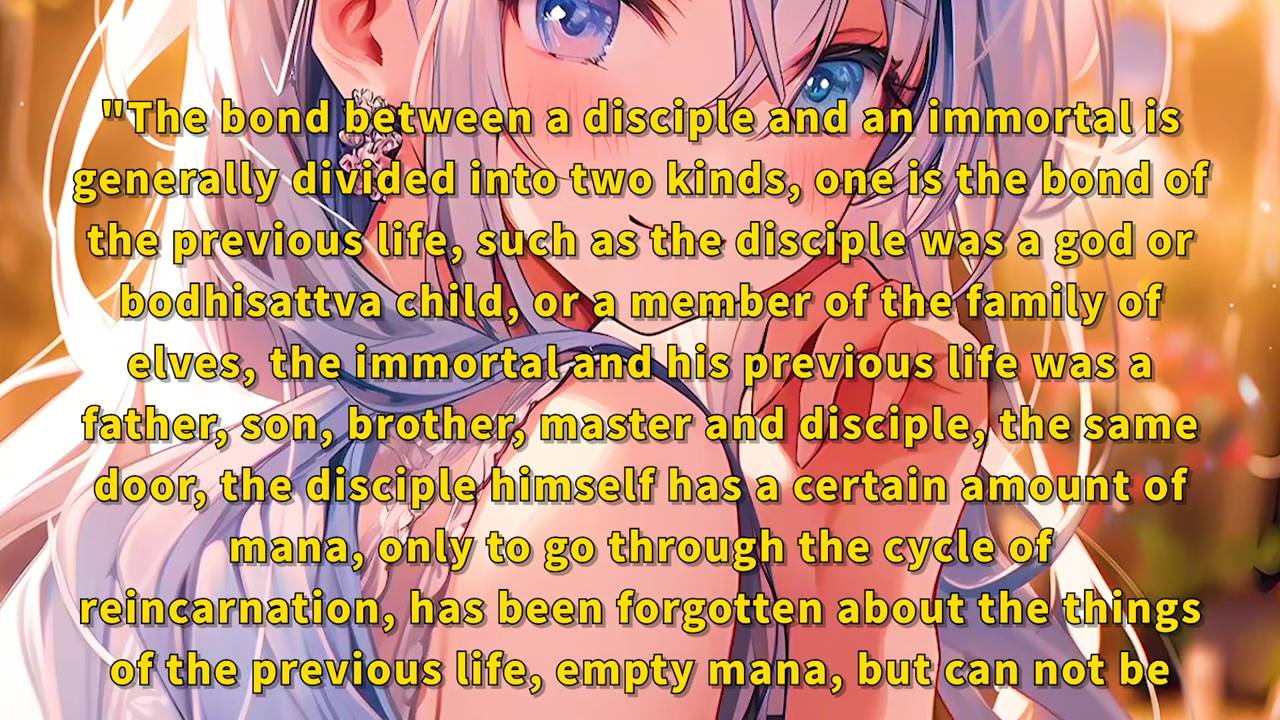 "The bond between a disciple and an immortal is
generally divided into two kinds, one is the bond of
the previous life, such as the disciple was a god or
bodhisattva child, or a member of the family of
elves, the immortal and his previous life was a
father, son, brother, master and disciple, the same
door, the disciple himself has a certain amount of
mana, only to go through the cycle of
reincarnation, has been forgotten about the things
of the previous life, empty mana, but can not be